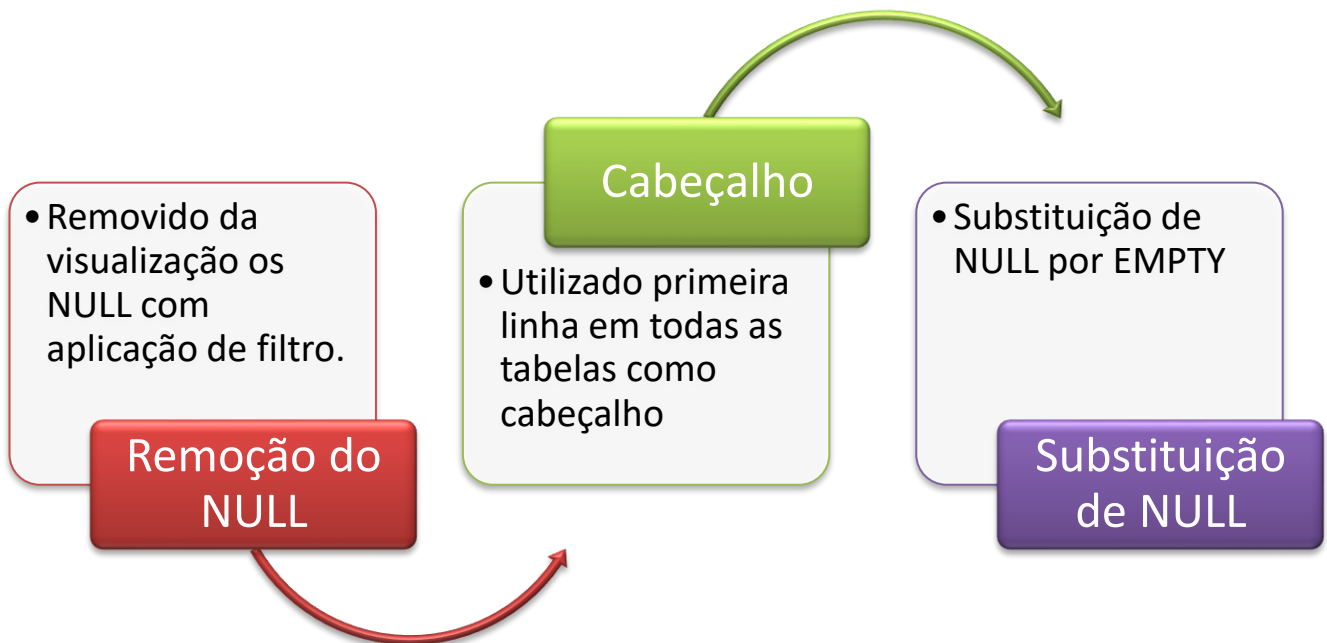 • Removido da
visualização os
NULL com
aplicação de filtro.
Remoção do
NULL
Cabeçalho
• Utilizado primeira
linha em todas as
tabelas como
cabeçalho
• Substituição de
NULL por EMPTY
Substituição
de NULL